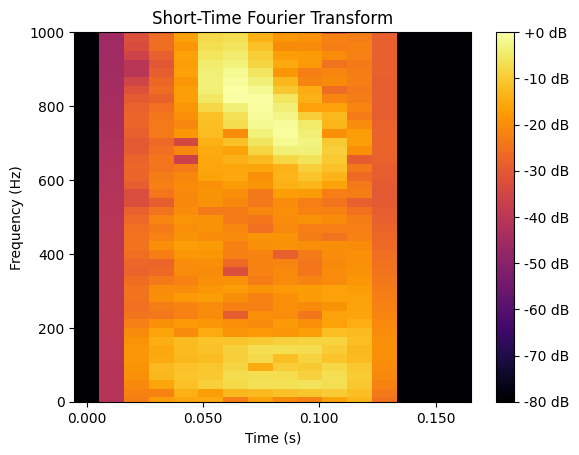 Short-Time Fourier Transform
1000
800
600
400
200
0
Frequency (Hz)
0.000
0.050
0.100
0.150
Time (s)
+0 dB
-10 dB
-20 dB
-30 dB
-40 dB
-50 dB
-60 dB
-70 dB
-80 dB